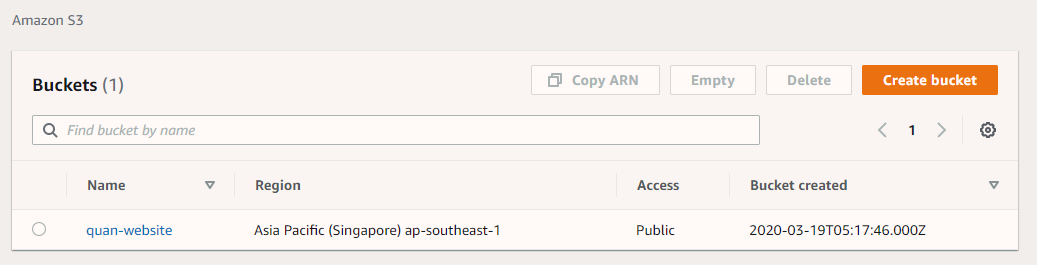 Amazon S3
Buckets (1)
Copy ARN
Empty
Delete
Create bucket
Find bucket by name
1
Name
Region
Access
Bucket created
quan-website
Asia Pacific (Singapore) ap-southeast-1
Public
2020-03-19T05:17:46.000Z